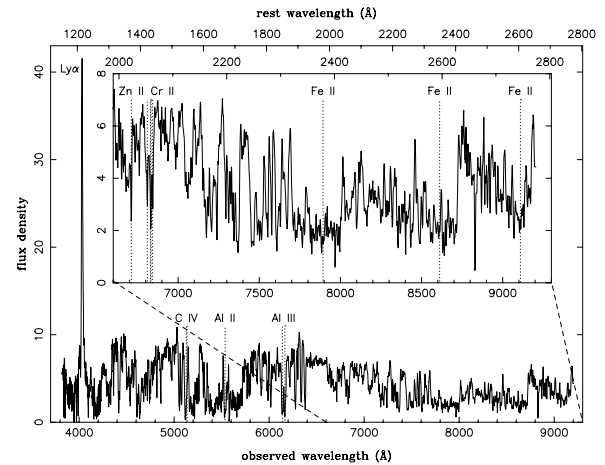 rest wavelength (Å)
1200 1400 1600 1800 2000 2200 2400 2600 2800
2000 2200 2400 2600
Lyα
Zn II Cr II Fe II Fe II Fe II
flux density
40
30
20
10
0
8
6
4
2
0
7000 7500 8000 8500 9000
C IV Al II Al III
4000 5000 6000 7000 8000 9000
observed wavelength (Å)